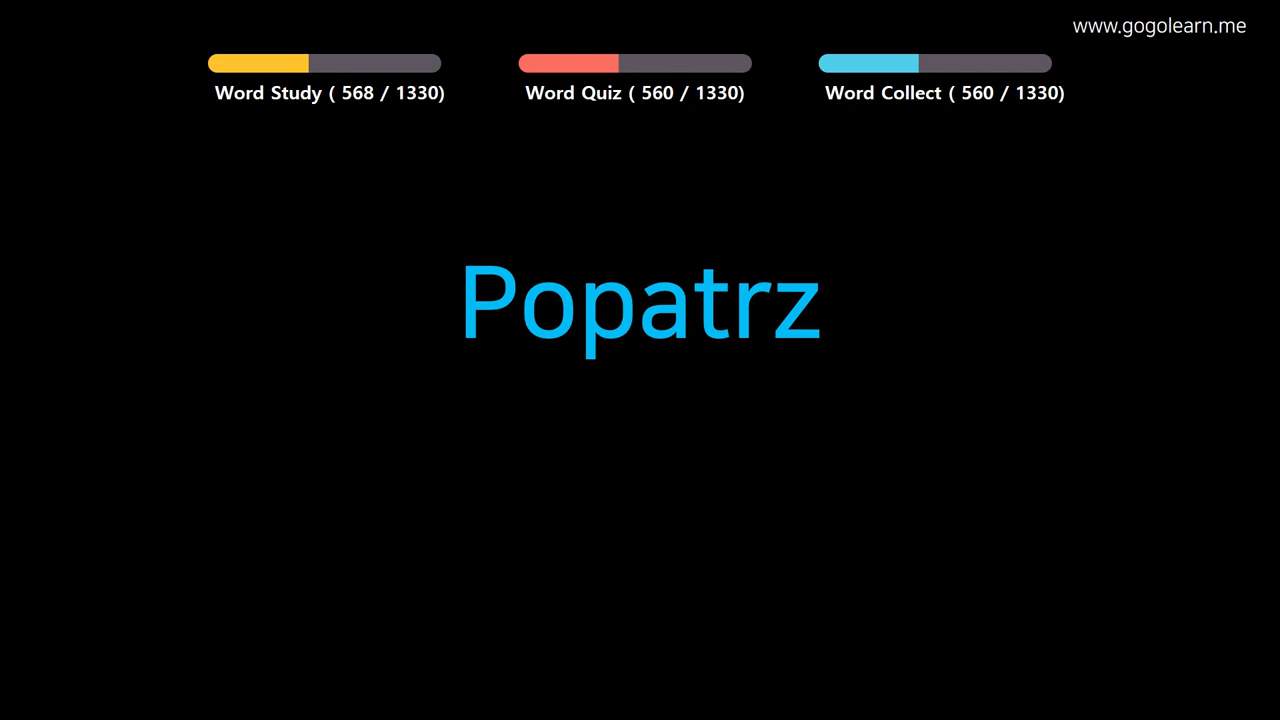 www.gogolearn.me
Word Study ( 568 / 1330)
Word Quiz ( 560 / 1330)
Word Collect ( 560 / 1330)
Popatrz